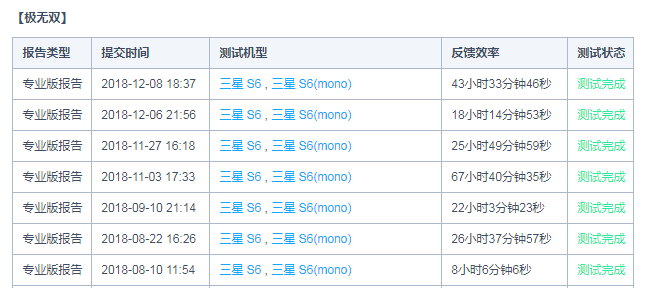 【极无双】
报告类型 提交时间 测试机型 反馈效率 测试状态
专业版报告 2018-12-08 18:37 三星 S6 , 三星 S6(mono) 43小时33分钟46秒 测试完成
专业版报告 2018-12-06 21:56 三星 S6 , 三星 S6(mono) 18小时14分钟53秒 测试完成
专业版报告 2018-11-27 16:18 三星 S6 , 三星 S6(mono) 25小时49分钟59秒 测试完成
专业版报告 2018-11-03 17:33 三星 S6 , 三星 S6(mono) 67小时40分钟35秒 测试完成
专业版报告 2018-09-10 21:14 三星 S6 , 三星 S6(mono) 22小时3分钟23秒 测试完成
专业版报告 2018-08-22 16:26 三星 S6 , 三星 S6(mono) 26小时37分钟57秒 测试完成
专业版报告 2018-08-10 11:54 三星 S6 , 三星 S6(mono) 8小时6分钟6秒 测试完成